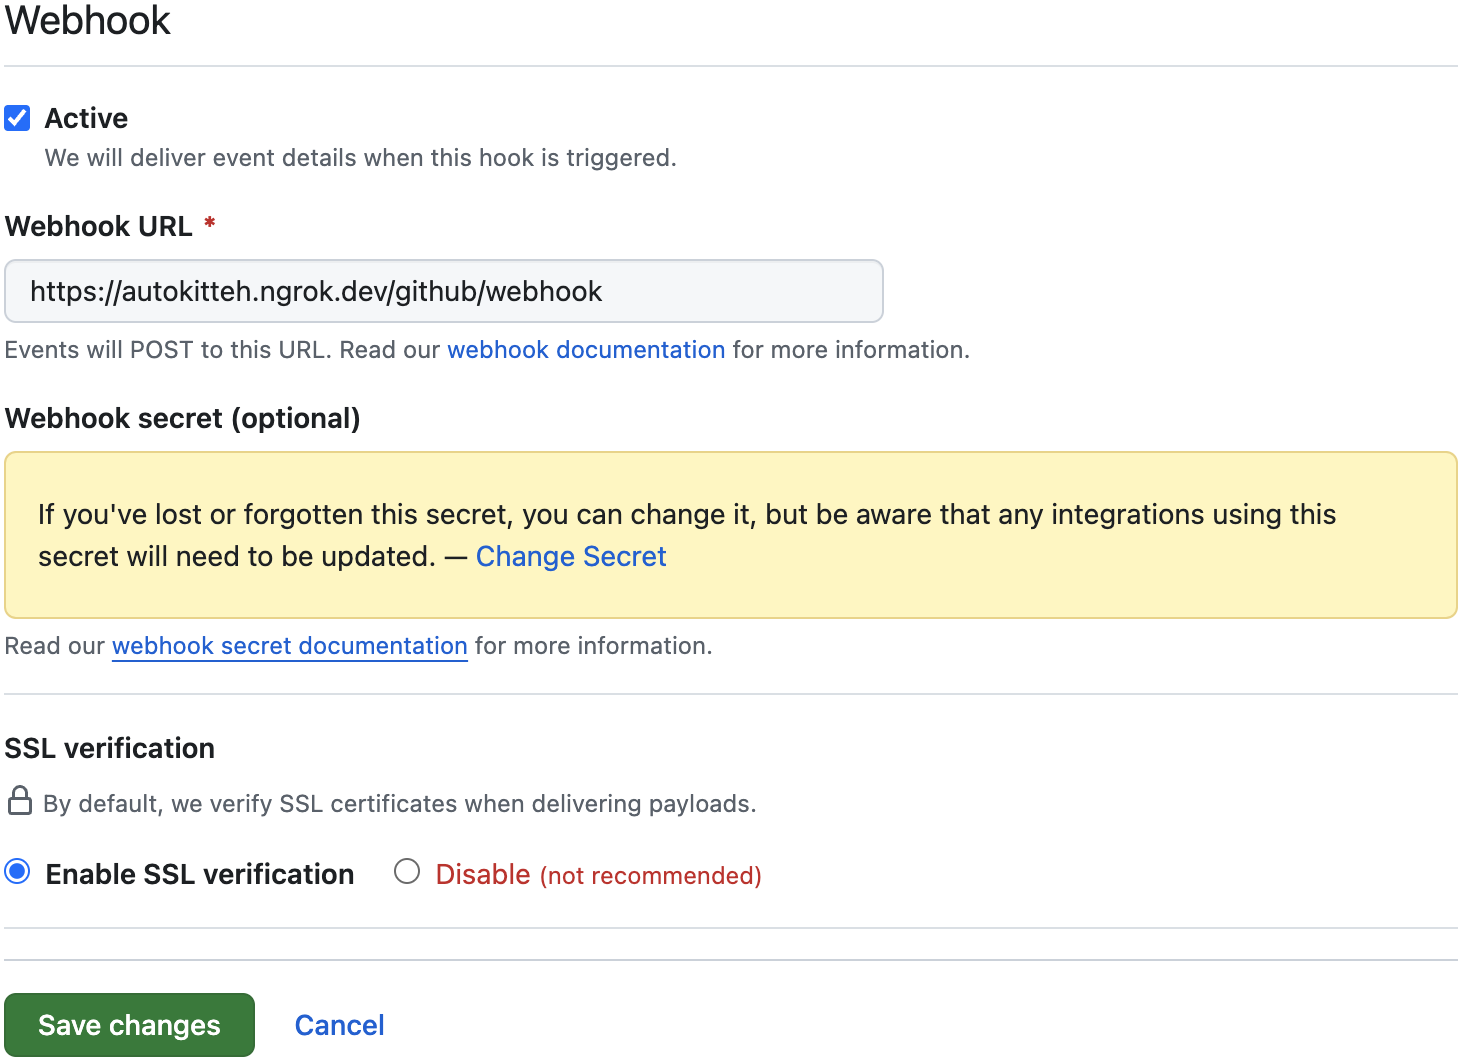 Webhook
Active
We will deliver event details when this hook is triggered.
Webhook URL *
https://autokitteh.ngrok.dev/github/webhook
Events will POST to this URL. Read our webhook documentation for more information.
Webhook secret (optional)
If you've lost or forgotten this secret, you can change it, but be aware that any integrations using this
secret will need to be updated. — Change Secret
Read our webhook secret documentation for more information.
SSL verification
By default, we verify SSL certificates when delivering payloads.
Enable SSL verification Disable (not recommended)
Save changes Cancel